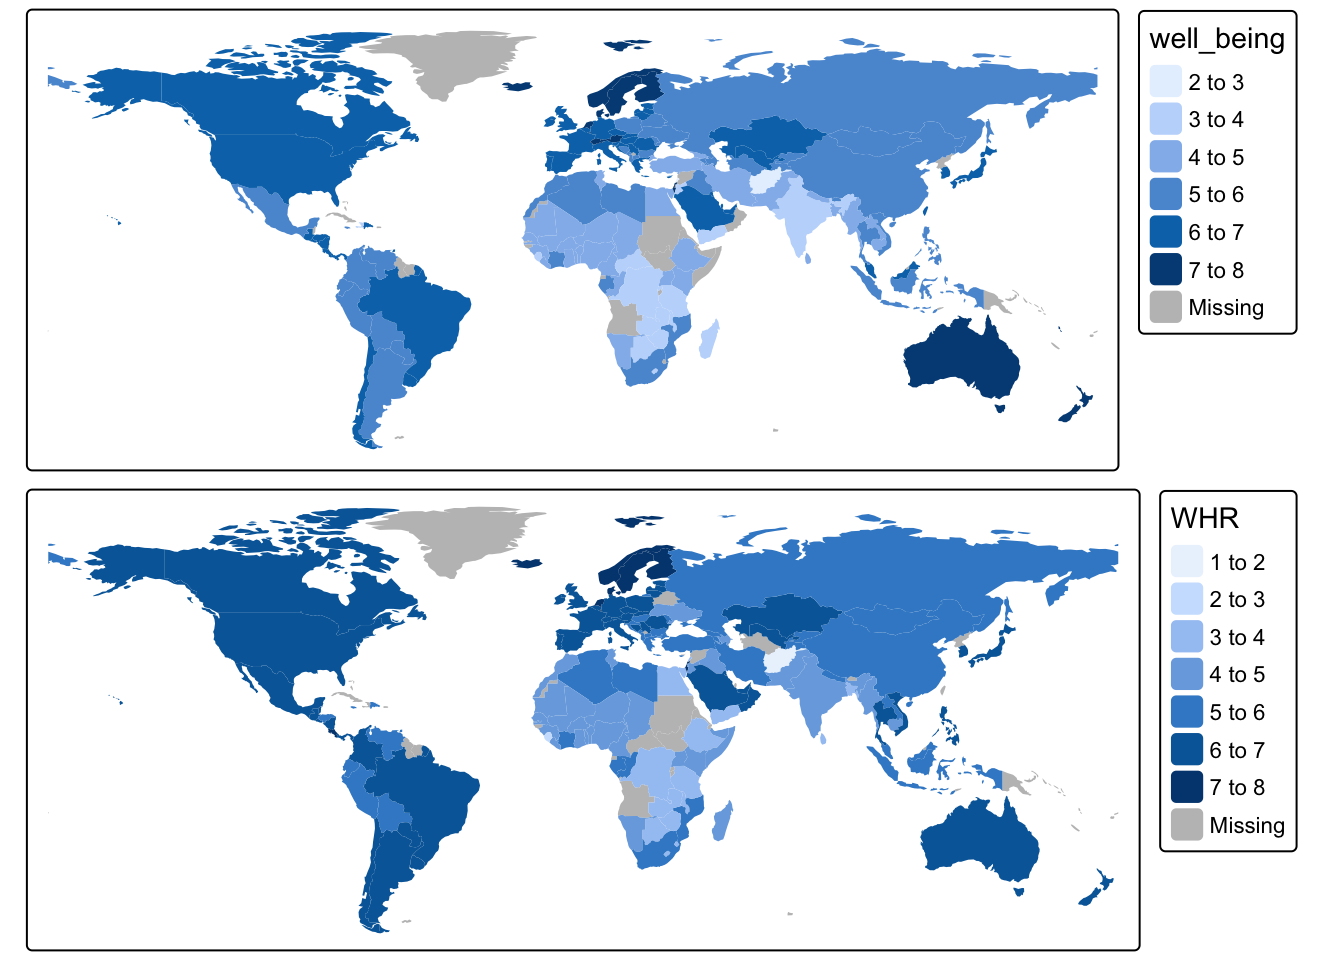 well_being
2 to 3
3 to 4
4 to 5
5 to 6
6 to 7
7 to 8
Missing
WHR
1 to 2
2 to 3
3 to 4
4 to 5
5 to 6
6 to 7
7 to 8
Missing